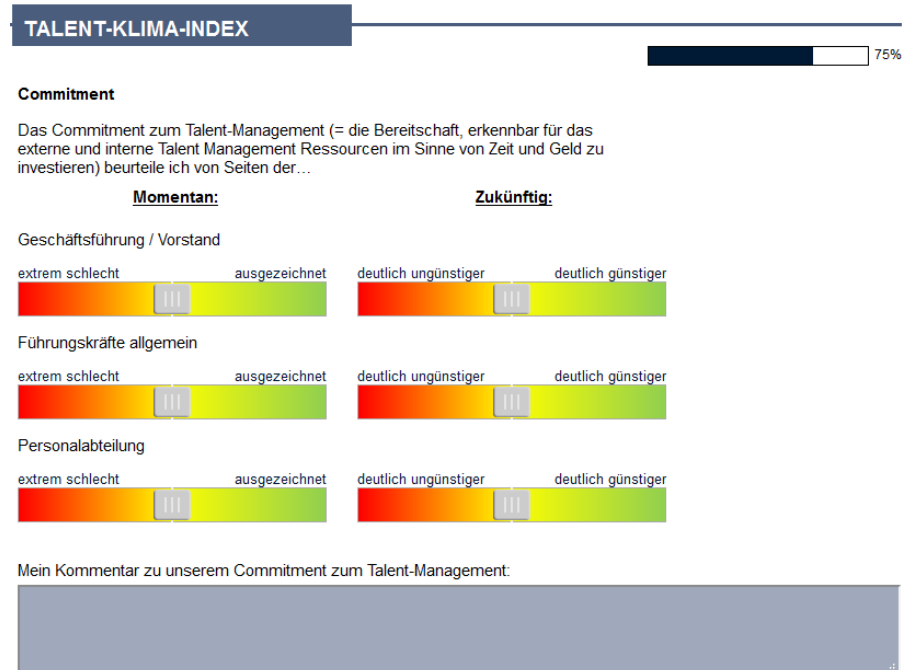 TALENT-KLIMA-INDEX
75%
Commitment
Das Commitment zum Talent-Management (= die Bereitschaft, erkennbar für das
externe und interne Talent Management Ressourcen im Sinne von Zeit und Geld zu
investieren) beurteile ich von Seiten der…
Momentan: Zukünftig:
Geschäftsführung / Vorstand
extrem schlecht ausgezeichnet deutlich ungünstiger deutlich günstiger
Führungskräfte allgemein
extrem schlecht ausgezeichnet deutlich ungünstiger deutlich günstiger
Personalabteilung
extrem schlecht ausgezeichnet deutlich ungünstiger deutlich günstiger
Mein Kommentar zu unserem Commitment zum Talent-Management: